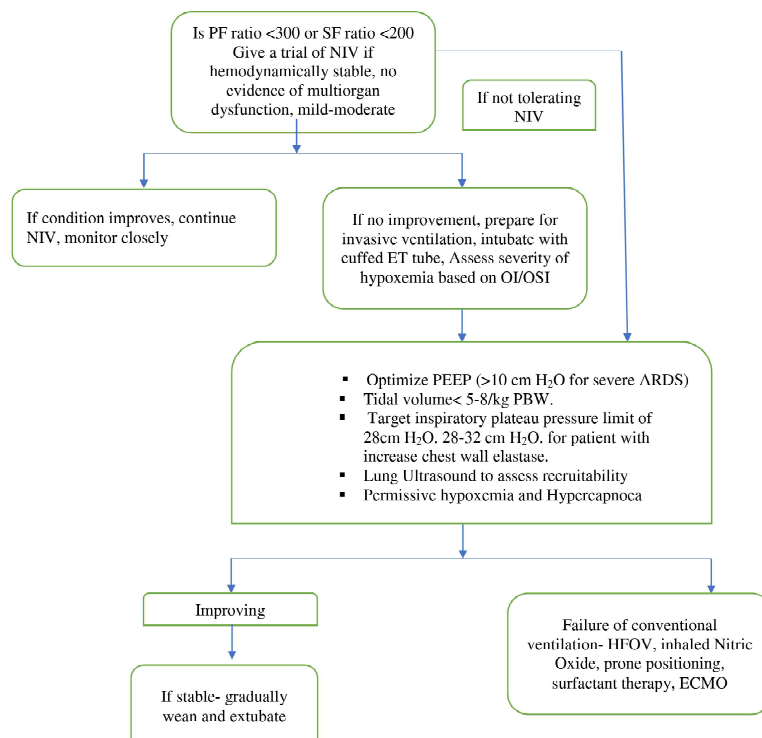 Is PF ratio <300 or SF ratio <200
Give a trial of NIV if
hemodynamically stable, no
evidence of multiorgan
dysfunction, mild-moderate
If not tolerating
NIV
If condition improves, continue
NIV, monitor closely
If no improvement, prepare for
invasive ventilation, intubate with
cuffed ET tube, Assess severity of
hypoxemia based on OI/OSI
▪ Optimize PEEP (>10 cm H₂O for severe ARDS)
▪ Tidal volume< 5-8/kg PBW.
▪ Target inspiratory plateau pressure limit of
28cm H₂O. 28-32 cm H₂O. for patient with
increase chest wall elastase.
▪ Lung Ultrasound to assess recruitability
▪ Permissive hypoxemia and Hypercapnoea
Improving
If stable- gradually
wean and extubate
Failure of conventional
ventilation- HFOV, inhaled Nitric
Oxide, prone positioning,
surfactant therapy, ECMO